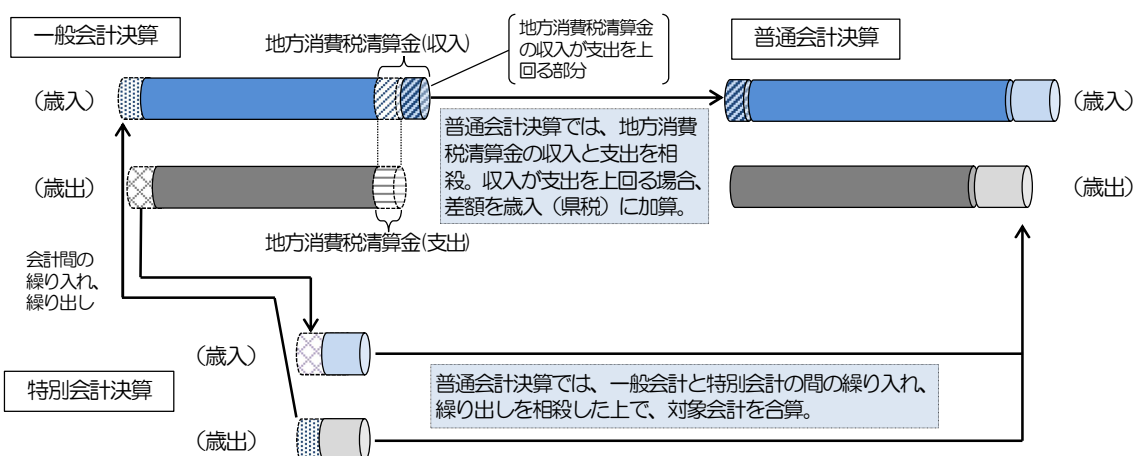 一般会計決算
地方消費税清算金(収入)
地方消費税清算金
の収入が支出を上
回る部分
普通会計決算
（歳入）
（歳入）
普通会計決算では、地方消費
税清算金の収入と支出を相
殺。収入が支出を上回る場合、
差額を歳入（県税）に加算。
（歳出）
（歳出）
地方消費税清算金(支出)
会計間の
繰り入れ、
繰り出し
（歳入）
特別会計決算
普通会計決算では、一般会計と特別会計の間の繰り入れ、
繰り出しを相殺した上で、対象会計を合算。
（歳出）